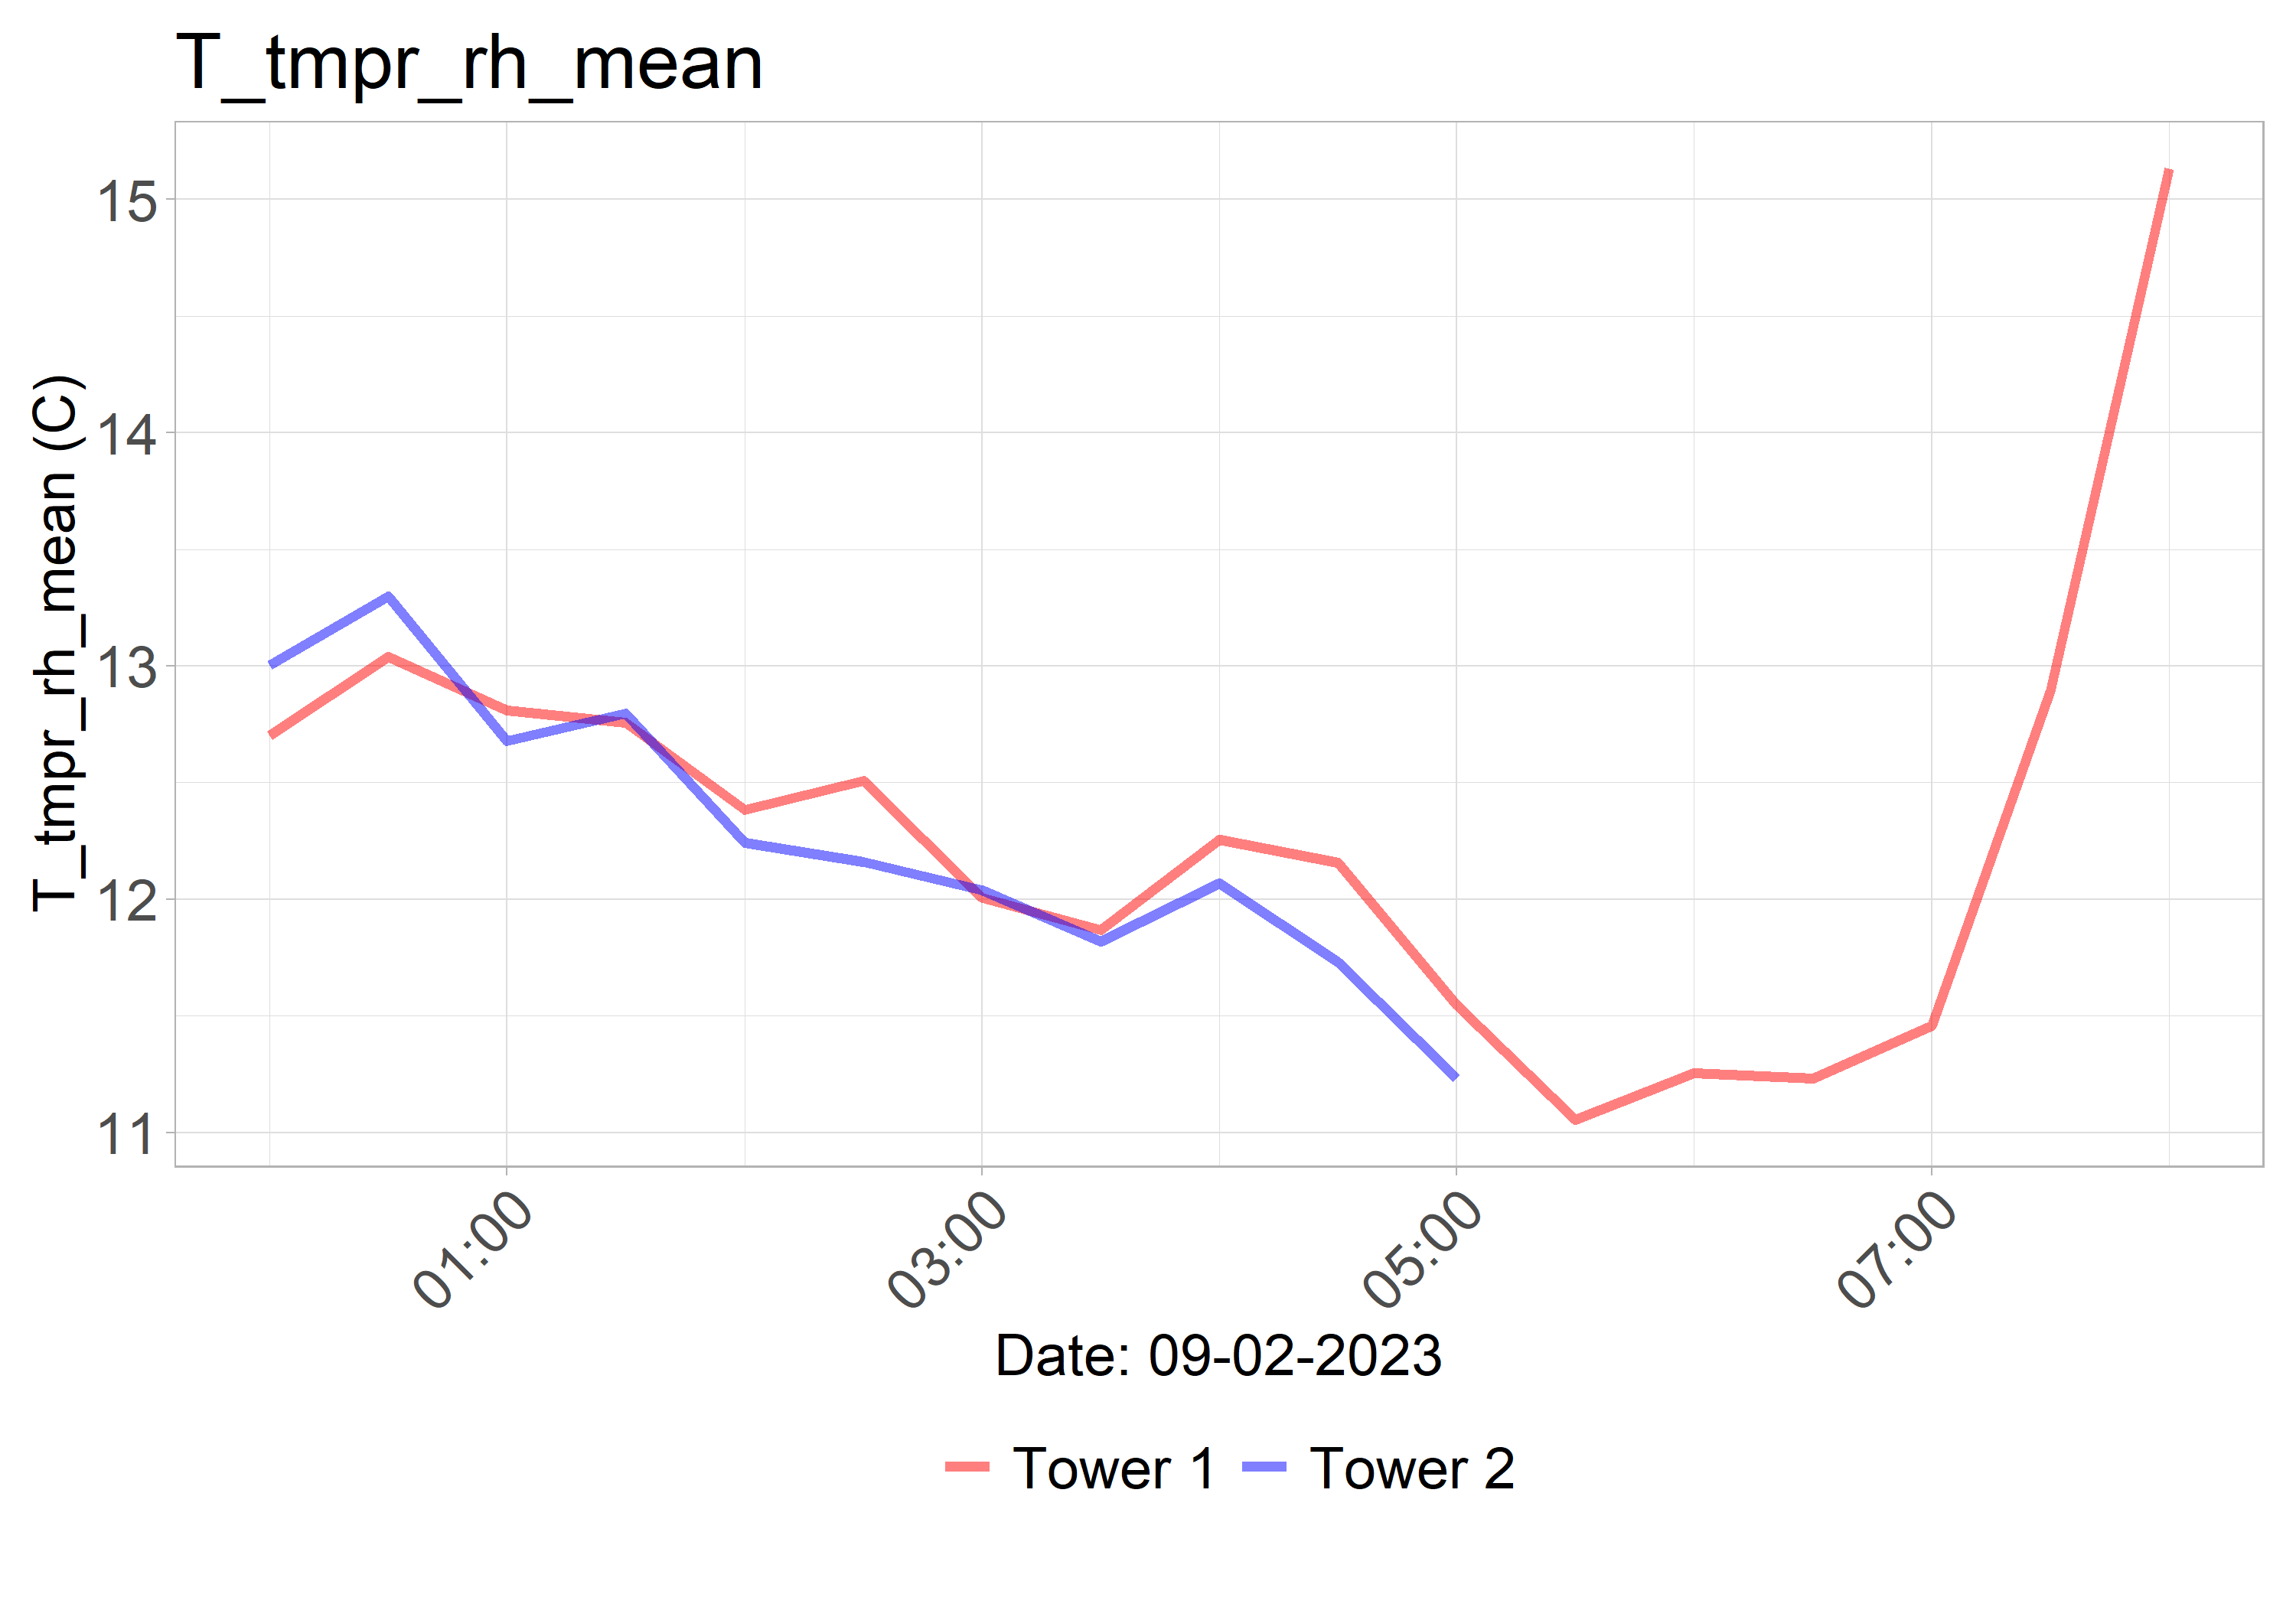 T_tmpr_rh_mean
T_tmpr_rh_mean (C)
15
14
13
12
11
01:00
03:00
05:00
07:00
Date: 09-02-2023
Tower 1
Tower 2